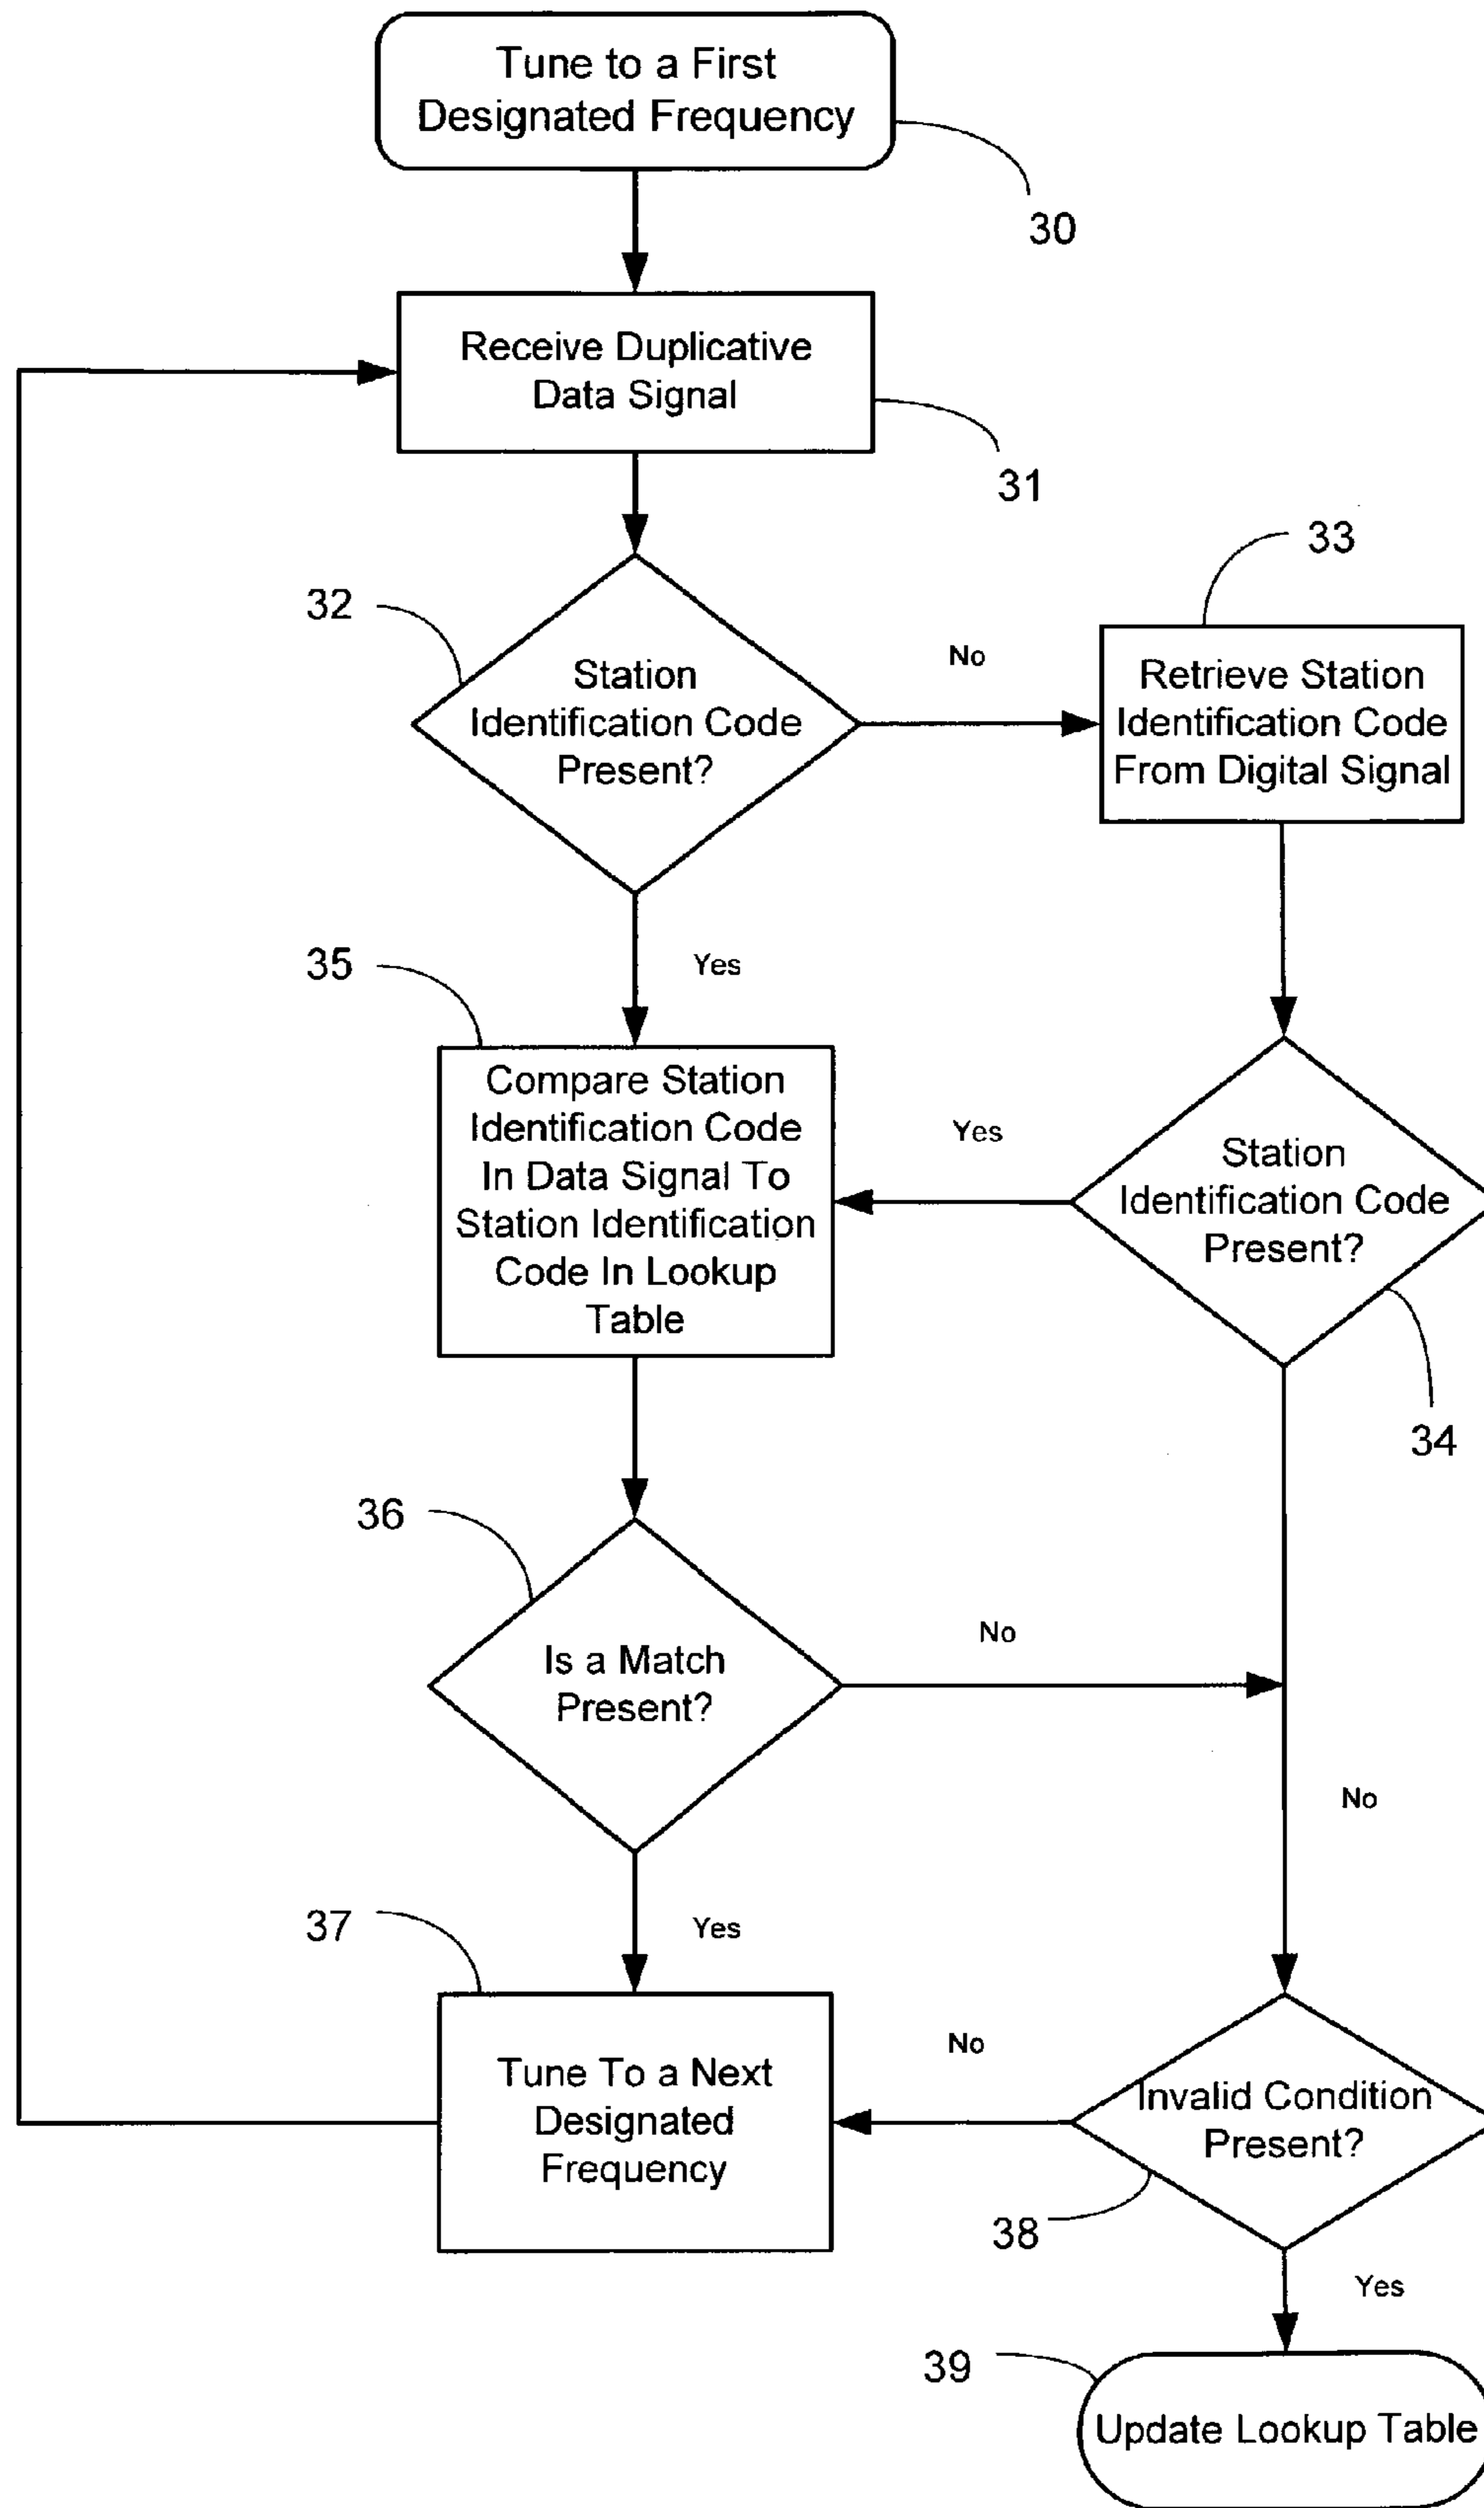 Tune to a First
Designated Frequency
30
Receive Duplicative
Data Signal
31
33
32
Station
Identification Code
Present?
No
Retrieve Station
Identification Code
From Digital Signal
35
Yes
Compare Station
Identification Code
In Data Signal To
Station Identification
Code In Lookup
Table
Yes
Station
Identification Code
Present?
34
36
Is a Match
Present?
No
No
37
Yes
Tune To a Next
Designated
Frequency
No
Invalid Condition
Present?
38
Yes
39
Update Lookup Table